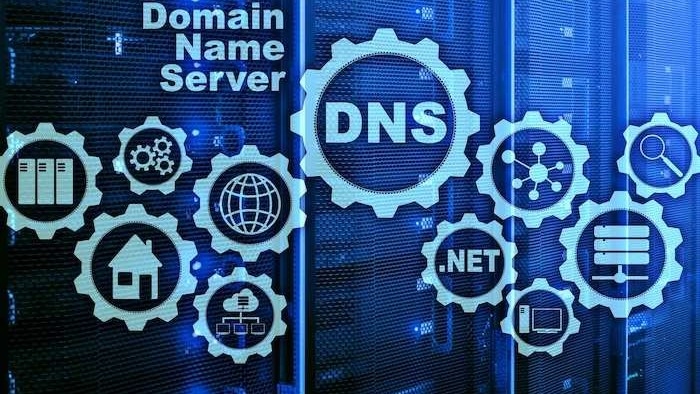 Domain
Name
Server
DNS
.NET